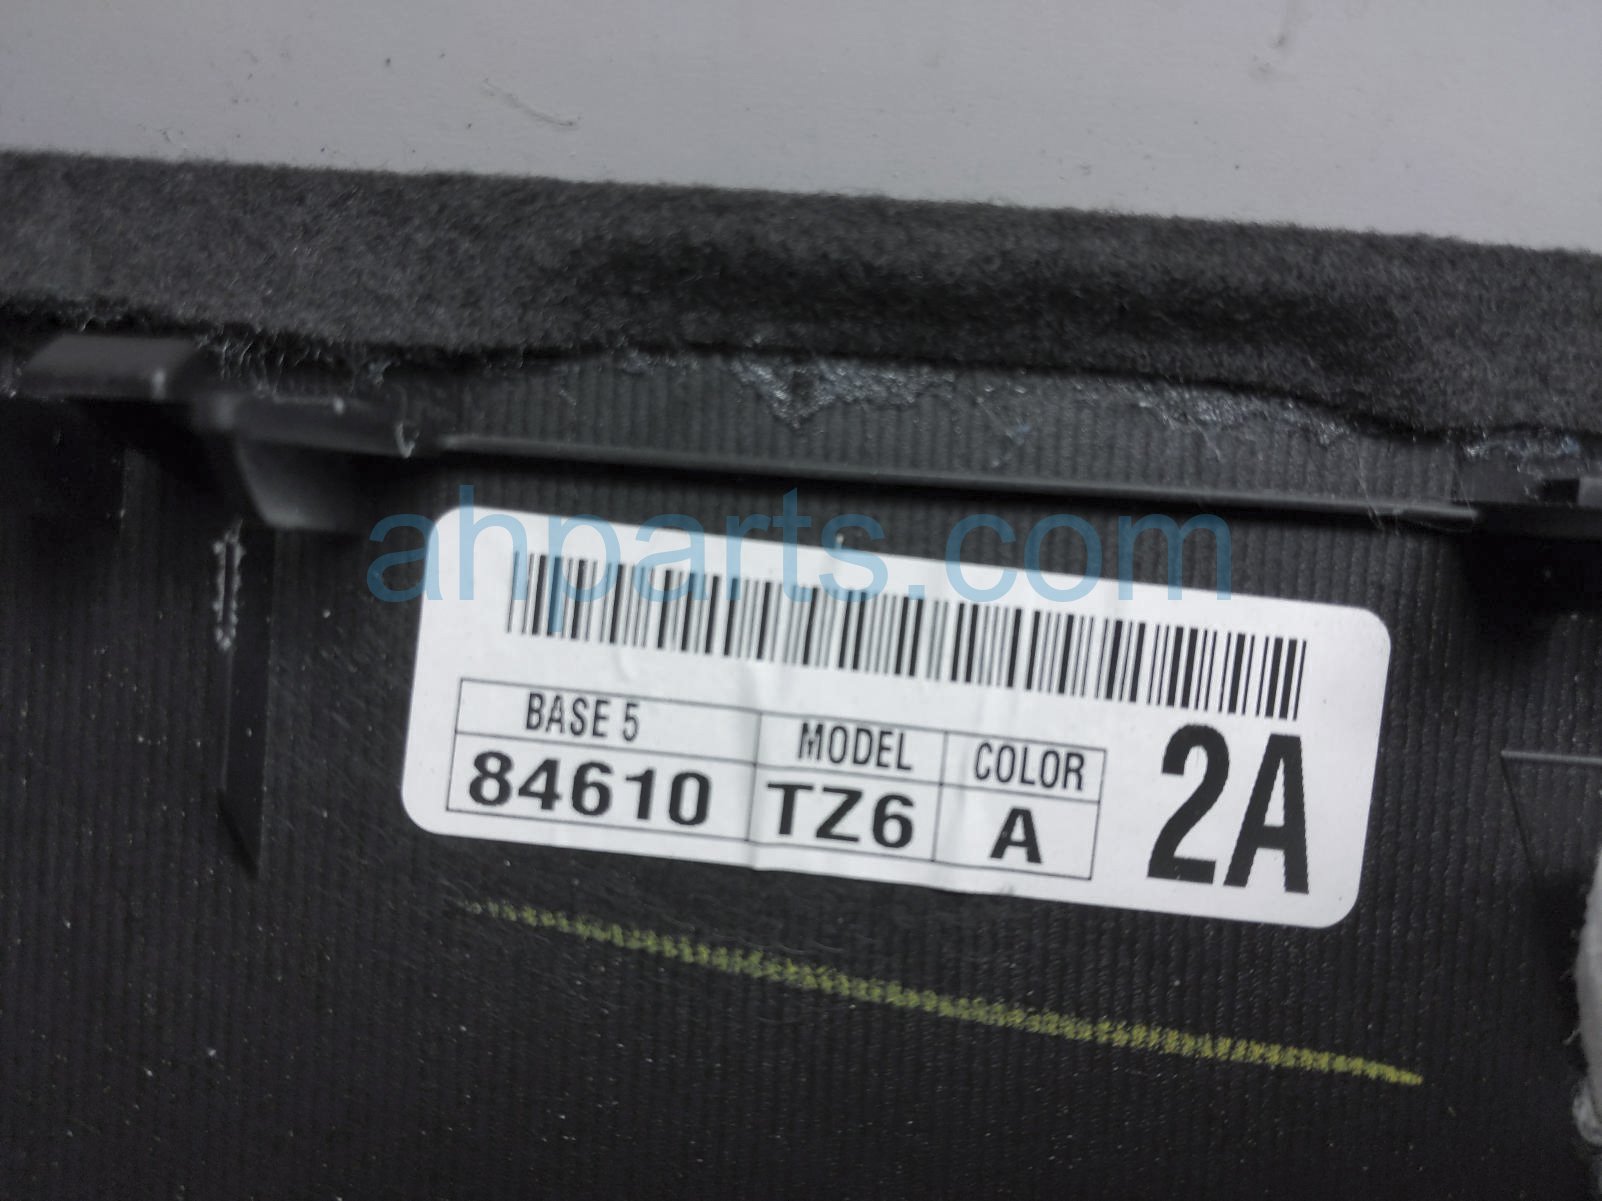 ahparts.com
BASE 5 MODEL COLOR 2A
84610 TZ6 A